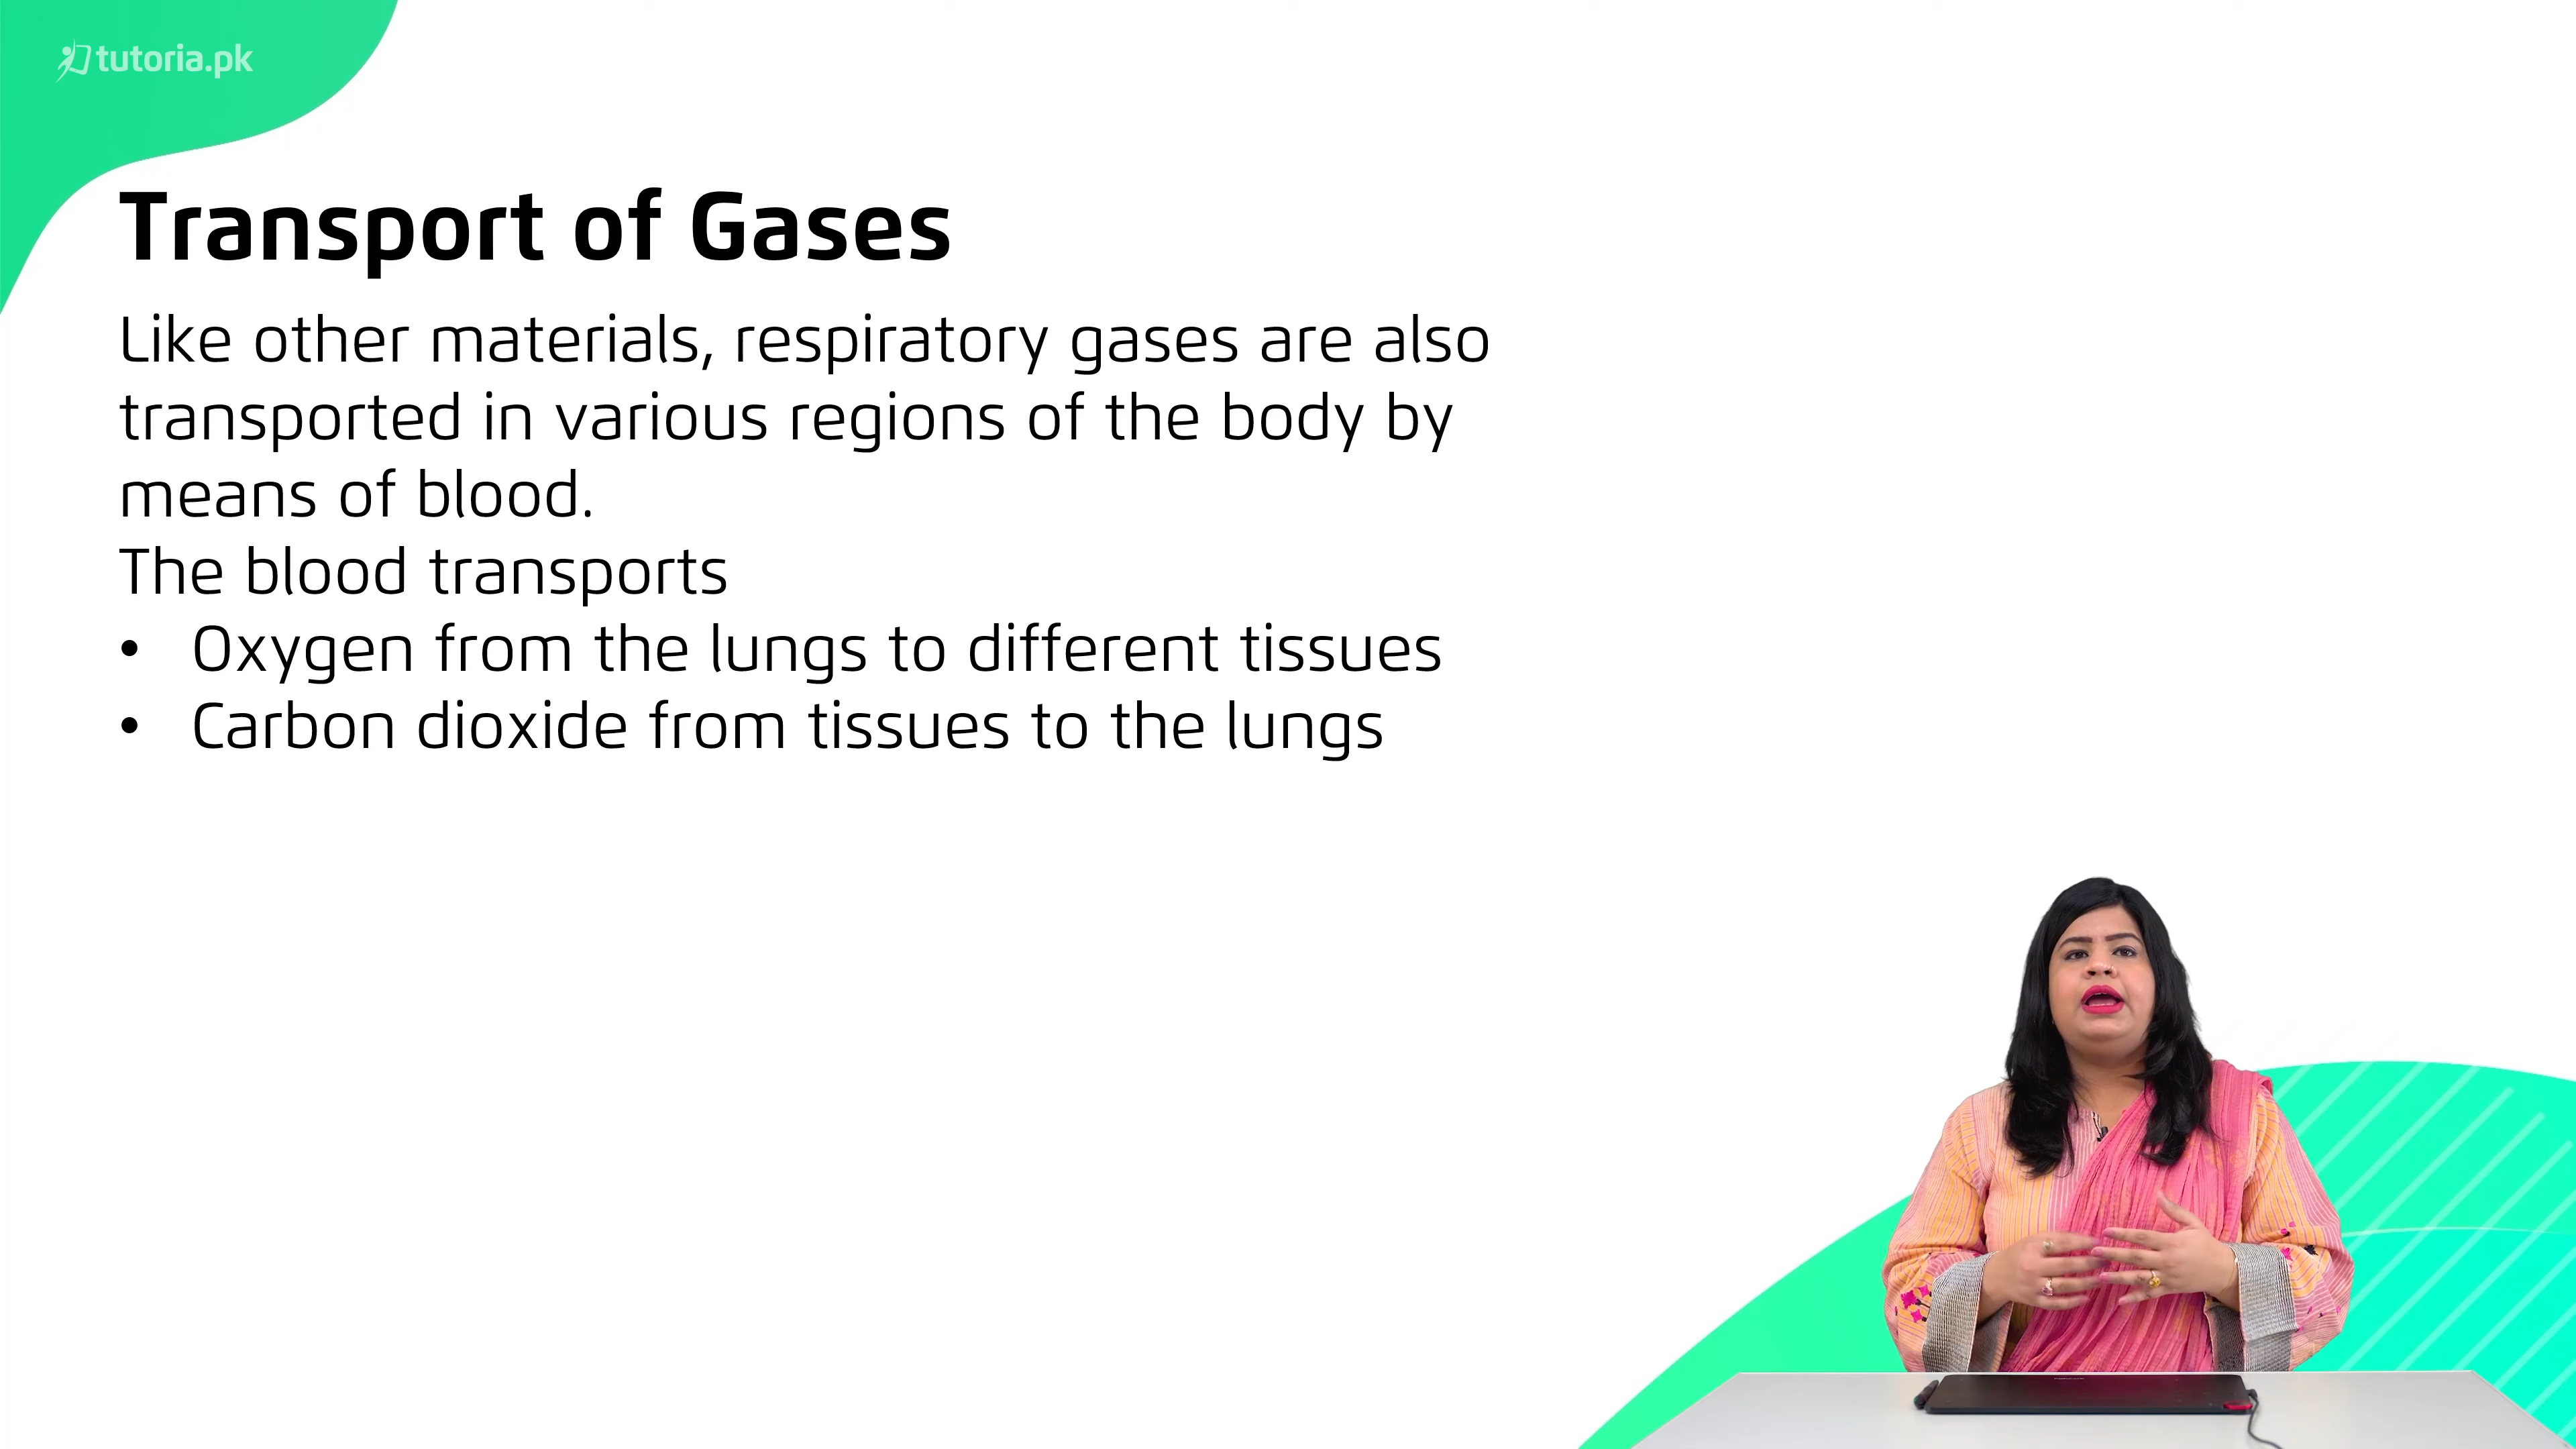 tutoria.pk
Transport of Gases
Like other materials, respiratory gases are also
transported in various regions of the body by
means of blood.
The blood transports
• Oxygen from the lungs to different tissues
• Carbon dioxide from tissues to the lungs